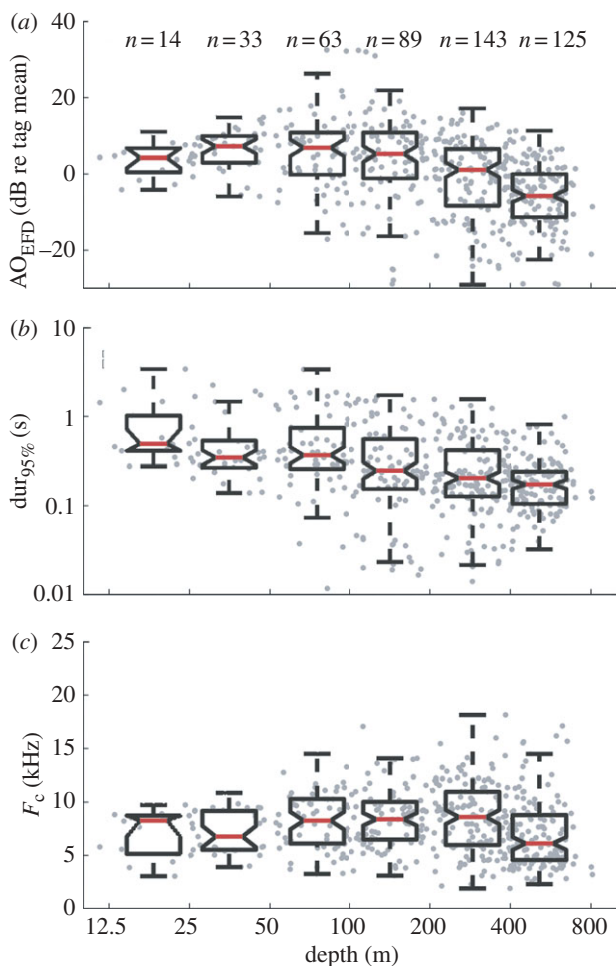 (a)
n = 14 n = 33 n = 63 n = 89 n = 143 n = 125
40
20
0
−20
AO_EFD (dB re tag mean)
(b)
10
1
0.1
0.01
dur_95% (s)
(c)
25
20
15
10
5
0
F_c (kHz)
12.5 25 50 100 200 400 800
depth (m)